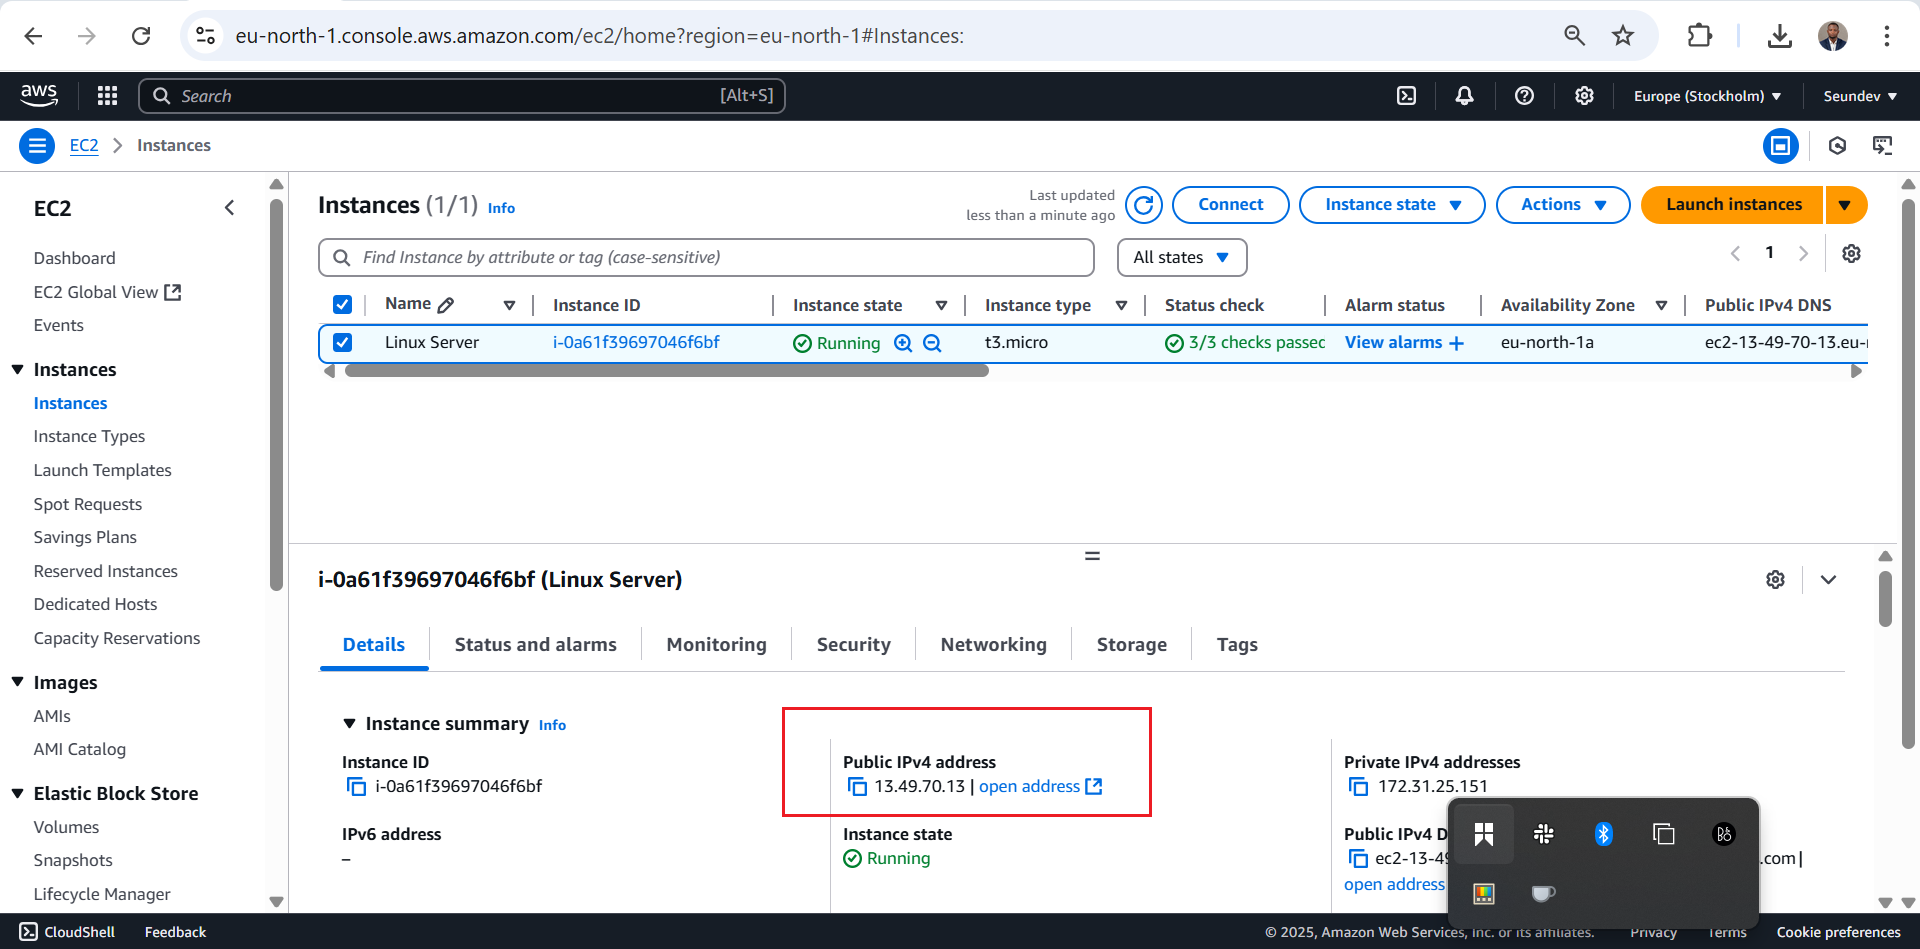 eu-north-1.console.aws.amazon.com/ec2/home?region=eu-north-1#Instances:
aws
Search
[Alt+S]
Europe (Stockholm)
Seundev
EC2
Instances
EC2
Dashboard
EC2 Global View
Events
Instances
Instances
Instance Types
Launch Templates
Spot Requests
Savings Plans
Reserved Instances
Dedicated Hosts
Capacity Reservations
Images
AMIs
AMI Catalog
Elastic Block Store
Volumes
Snapshots
Lifecycle Manager
Instances (1/1) Info
Last updated
less than a minute ago
Connect
Instance state
Actions
Launch instances
Find Instance by attribute or tag (case-sensitive)
All states
1
Name Instance ID Instance state Instance type Status check Alarm status Availability Zone Public IPv4 DNS
Linux Server i-0a61f39697046f6bf Running t3.micro 3/3 checks passed View alarms + eu-north-1a ec2-13-49-70-13.eu-
i-0a61f39697046f6bf (Linux Server)
Details
Status and alarms
Monitoring
Security
Networking
Storage
Tags
Instance summary Info
Instance ID
i-0a61f39697046f6bf
IPv6 address
–
Public IPv4 address
13.49.70.13 | open address
Instance state
Running
Private IPv4 addresses
172.31.25.151
Public IPv4 D
ec2-13-49
.com |
open address
CloudShell
Feedback
© 2025, Amazon Web Services, Inc. or its affiliates.
Privacy
Terms
Cookie preferences